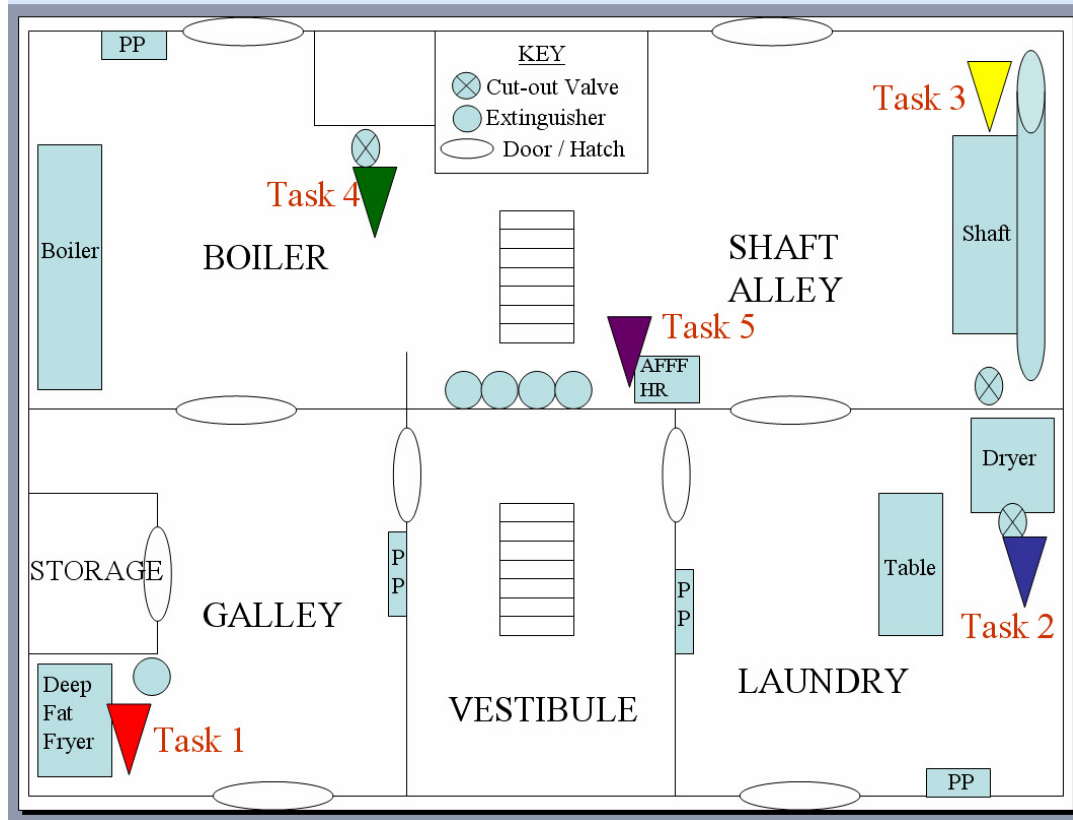 PP
KEY
Cut-out Valve
Extinguisher
Door / Hatch
Task 3
Task 4
Boiler
BOILER
SHAFT
ALLEY
Shaft
Task 5
AFFF
HR
Dryer
STORAGE
GALLEY
P
P
P
P
Table
Task 2
LAUNDRY
VESTIBULE
Deep
Fat
Fryer
Task 1
PP